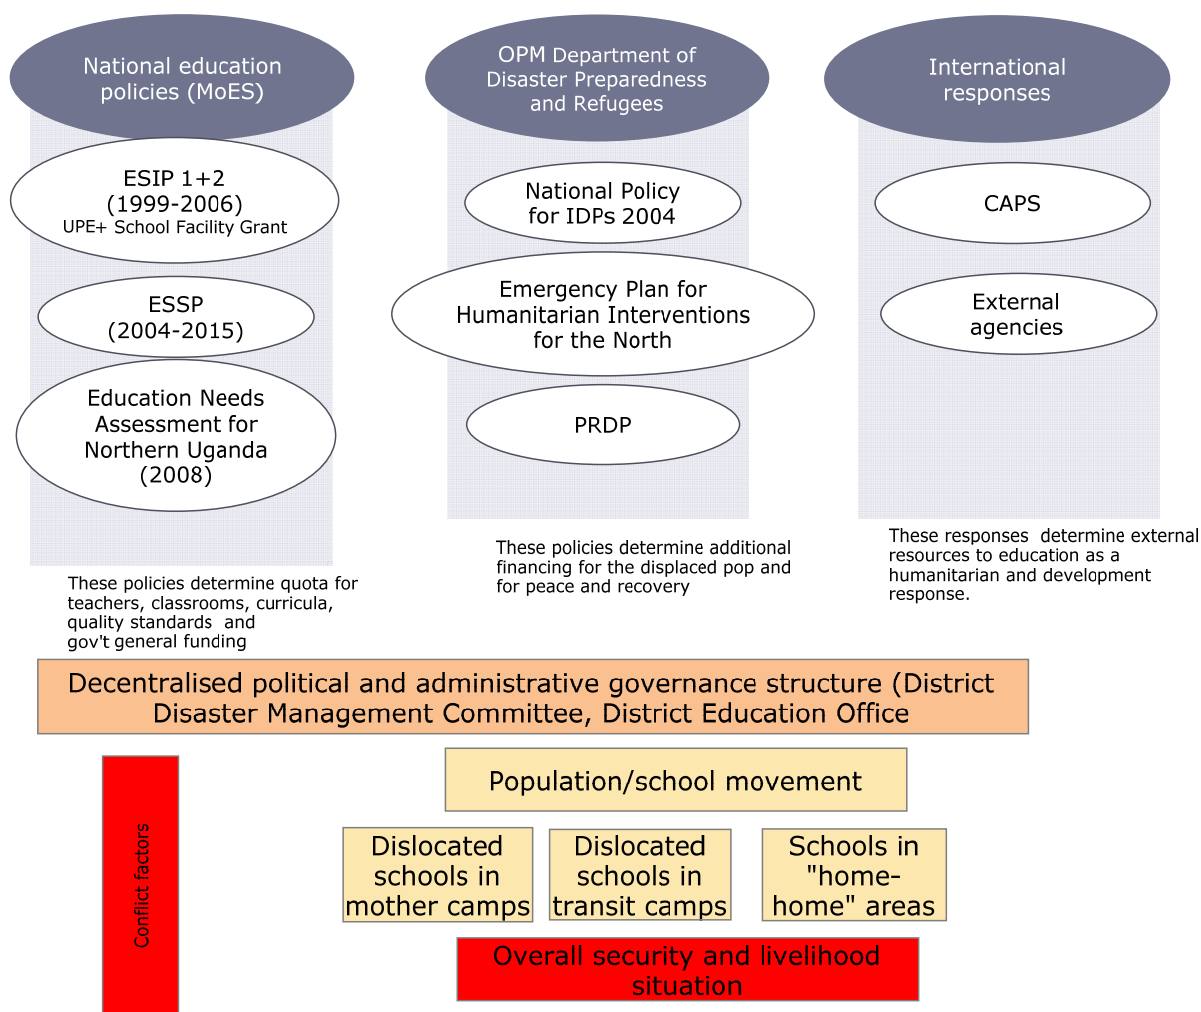 National education
policies (MoES)
ESIP 1+2
(1999-2006)
UPE+ School Facility Grant
ESSP
(2004-2015)
Education Needs
Assessment for
Northern Uganda
(2008)
These policies determine quota for
teachers, classrooms, curricula,
quality standards and
gov't general funding
OPM Department of
Disaster Preparedness
and Refugees
National Policy
for IDPs 2004
Emergency Plan for
Humanitarian Interventions
for the North
PRDP
These policies determine additional
financing for the displaced pop and
for peace and recovery
International
responses
CAPS
External
agencies
These responses determine external
resources to education as a
humanitarian and development
response.
Decentralised political and administrative governance structure (District
Disaster Management Committee, District Education Office
Conflict factors
Population/school movement
Dislocated
schools in
mother camps
Dislocated
schools in
transit camps
Schools in
"home-
home" areas
Overall security and livelihood
situation